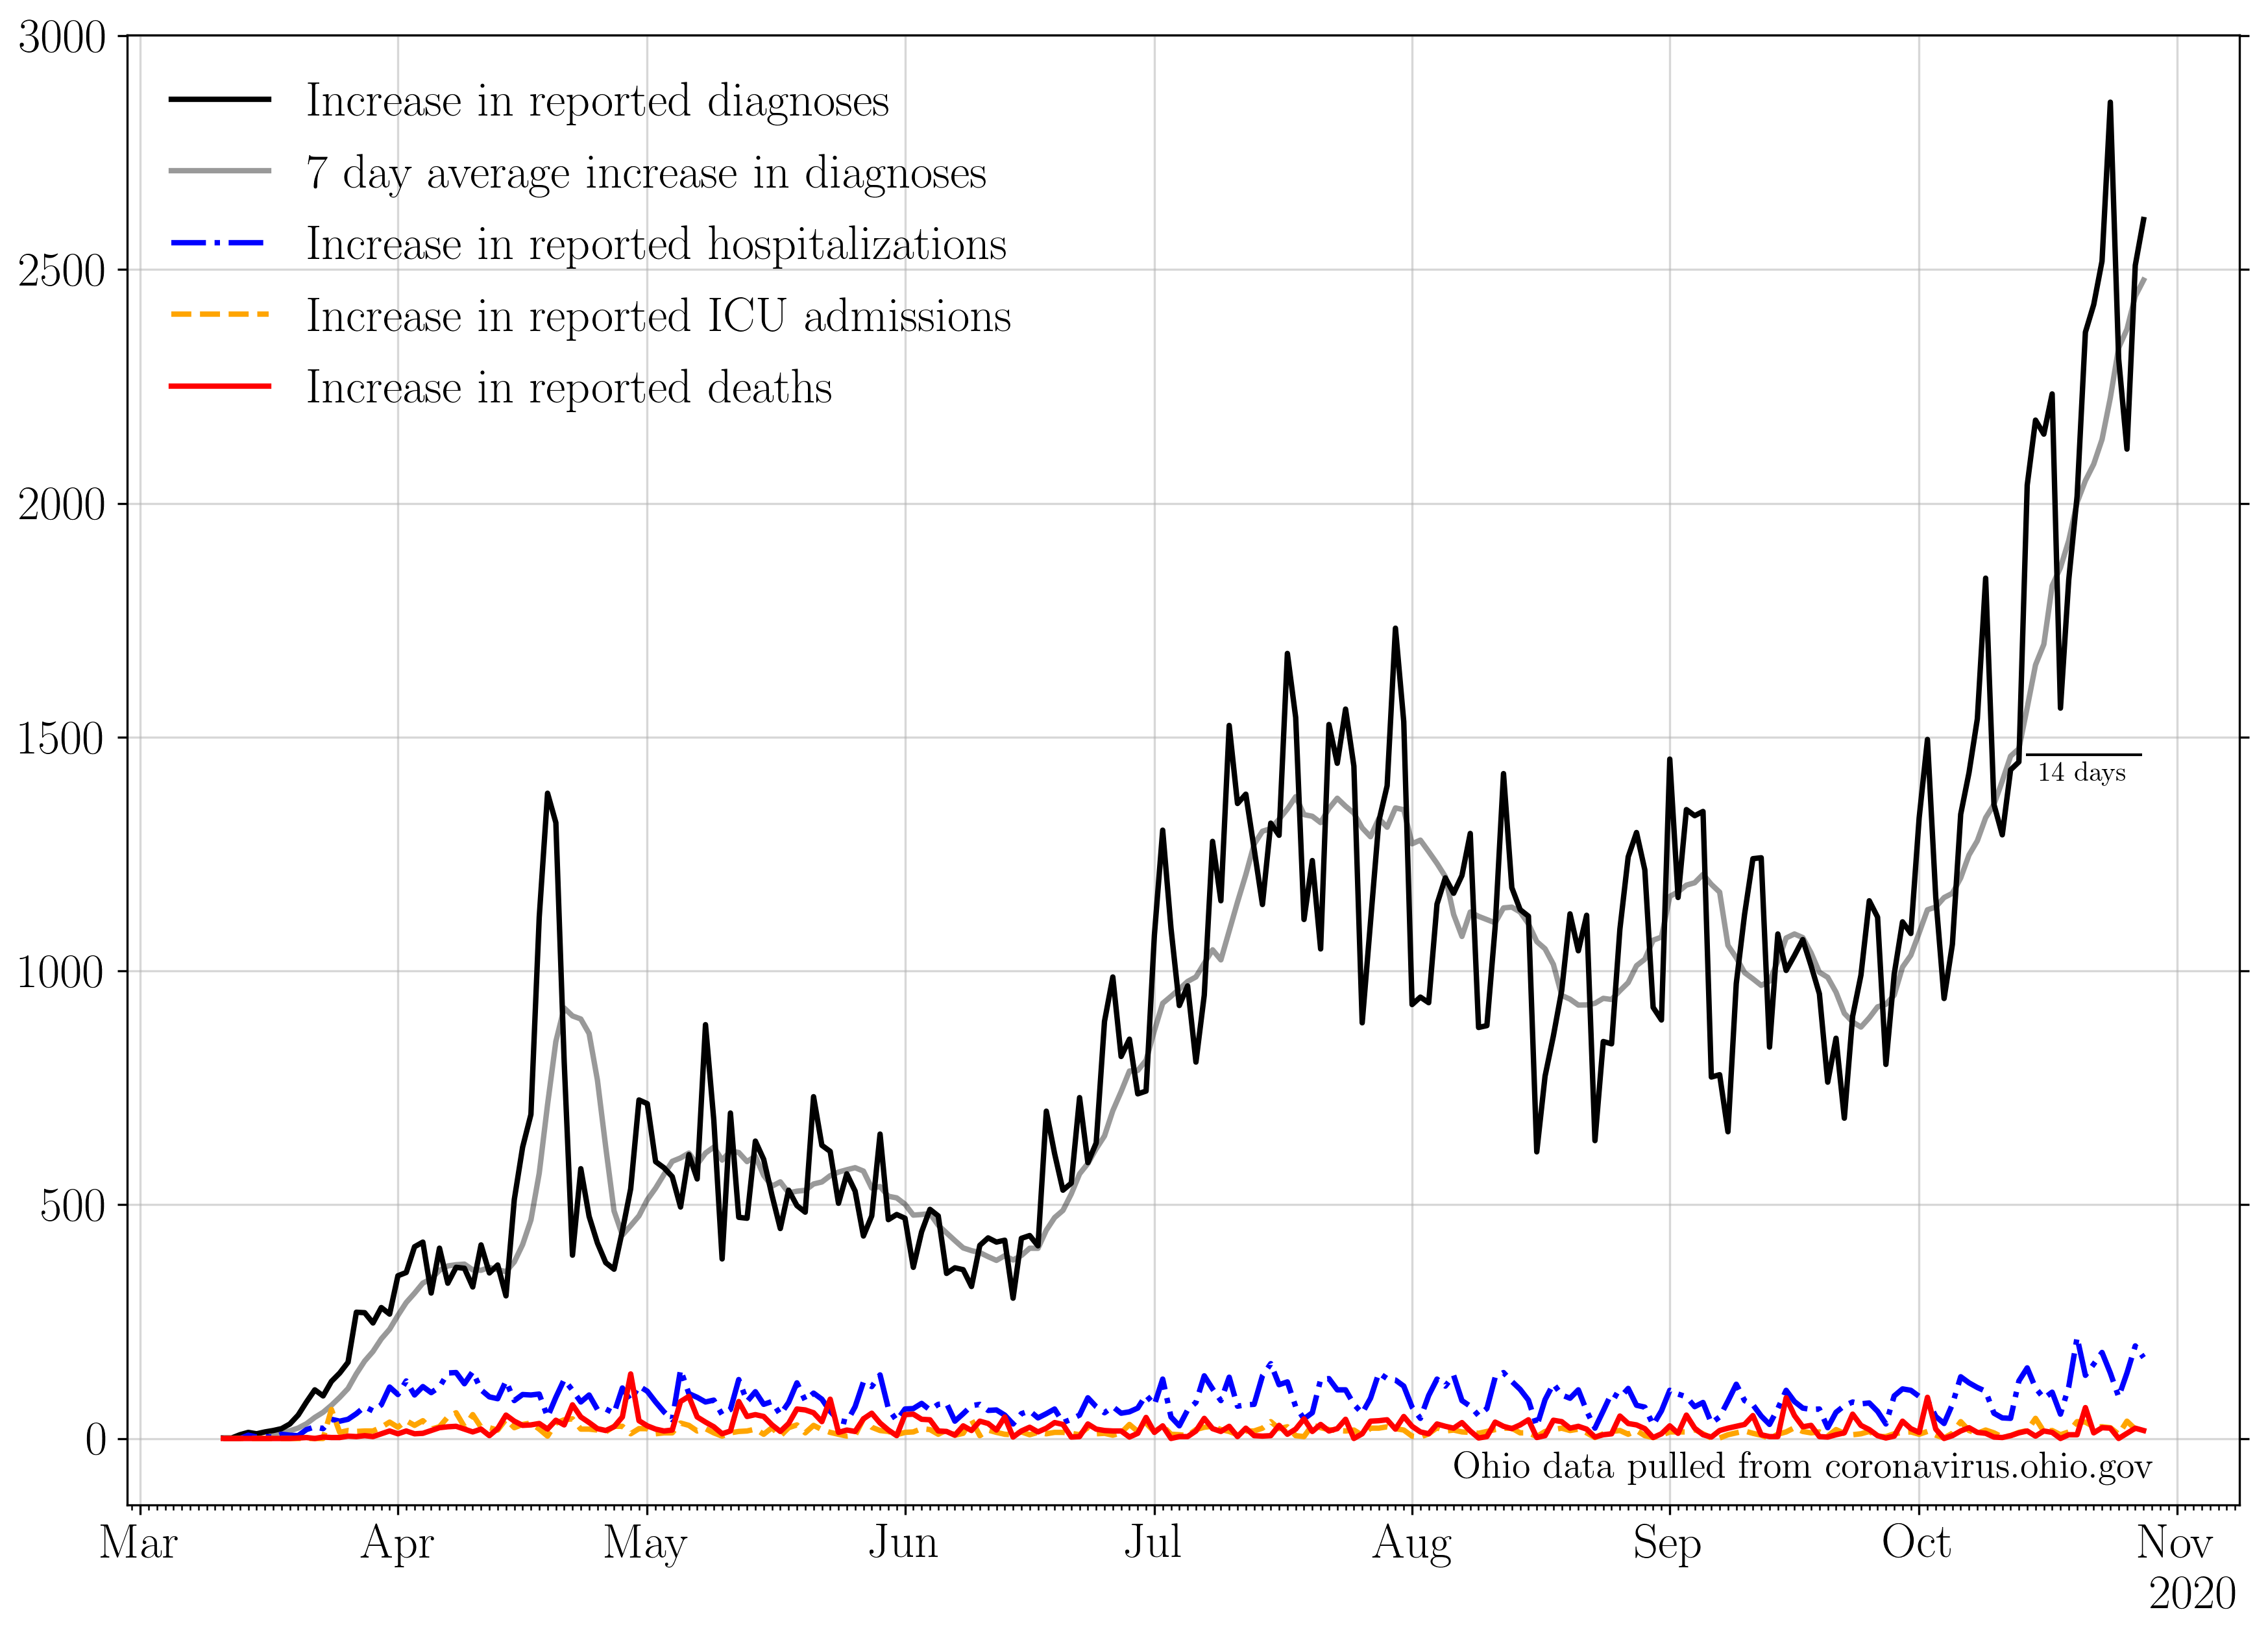 3000
Increase in reported diagnoses
7 day average increase in diagnoses
Increase in reported hospitalizations
2500
Increase in reported ICU admissions
Increase in reported deaths
2000
1500
14 days
1000
500
0
Ohio data pulled from coronavirus.ohio.gov
Mar Apr May Jun Jul Aug Sep Oct Nov
2020